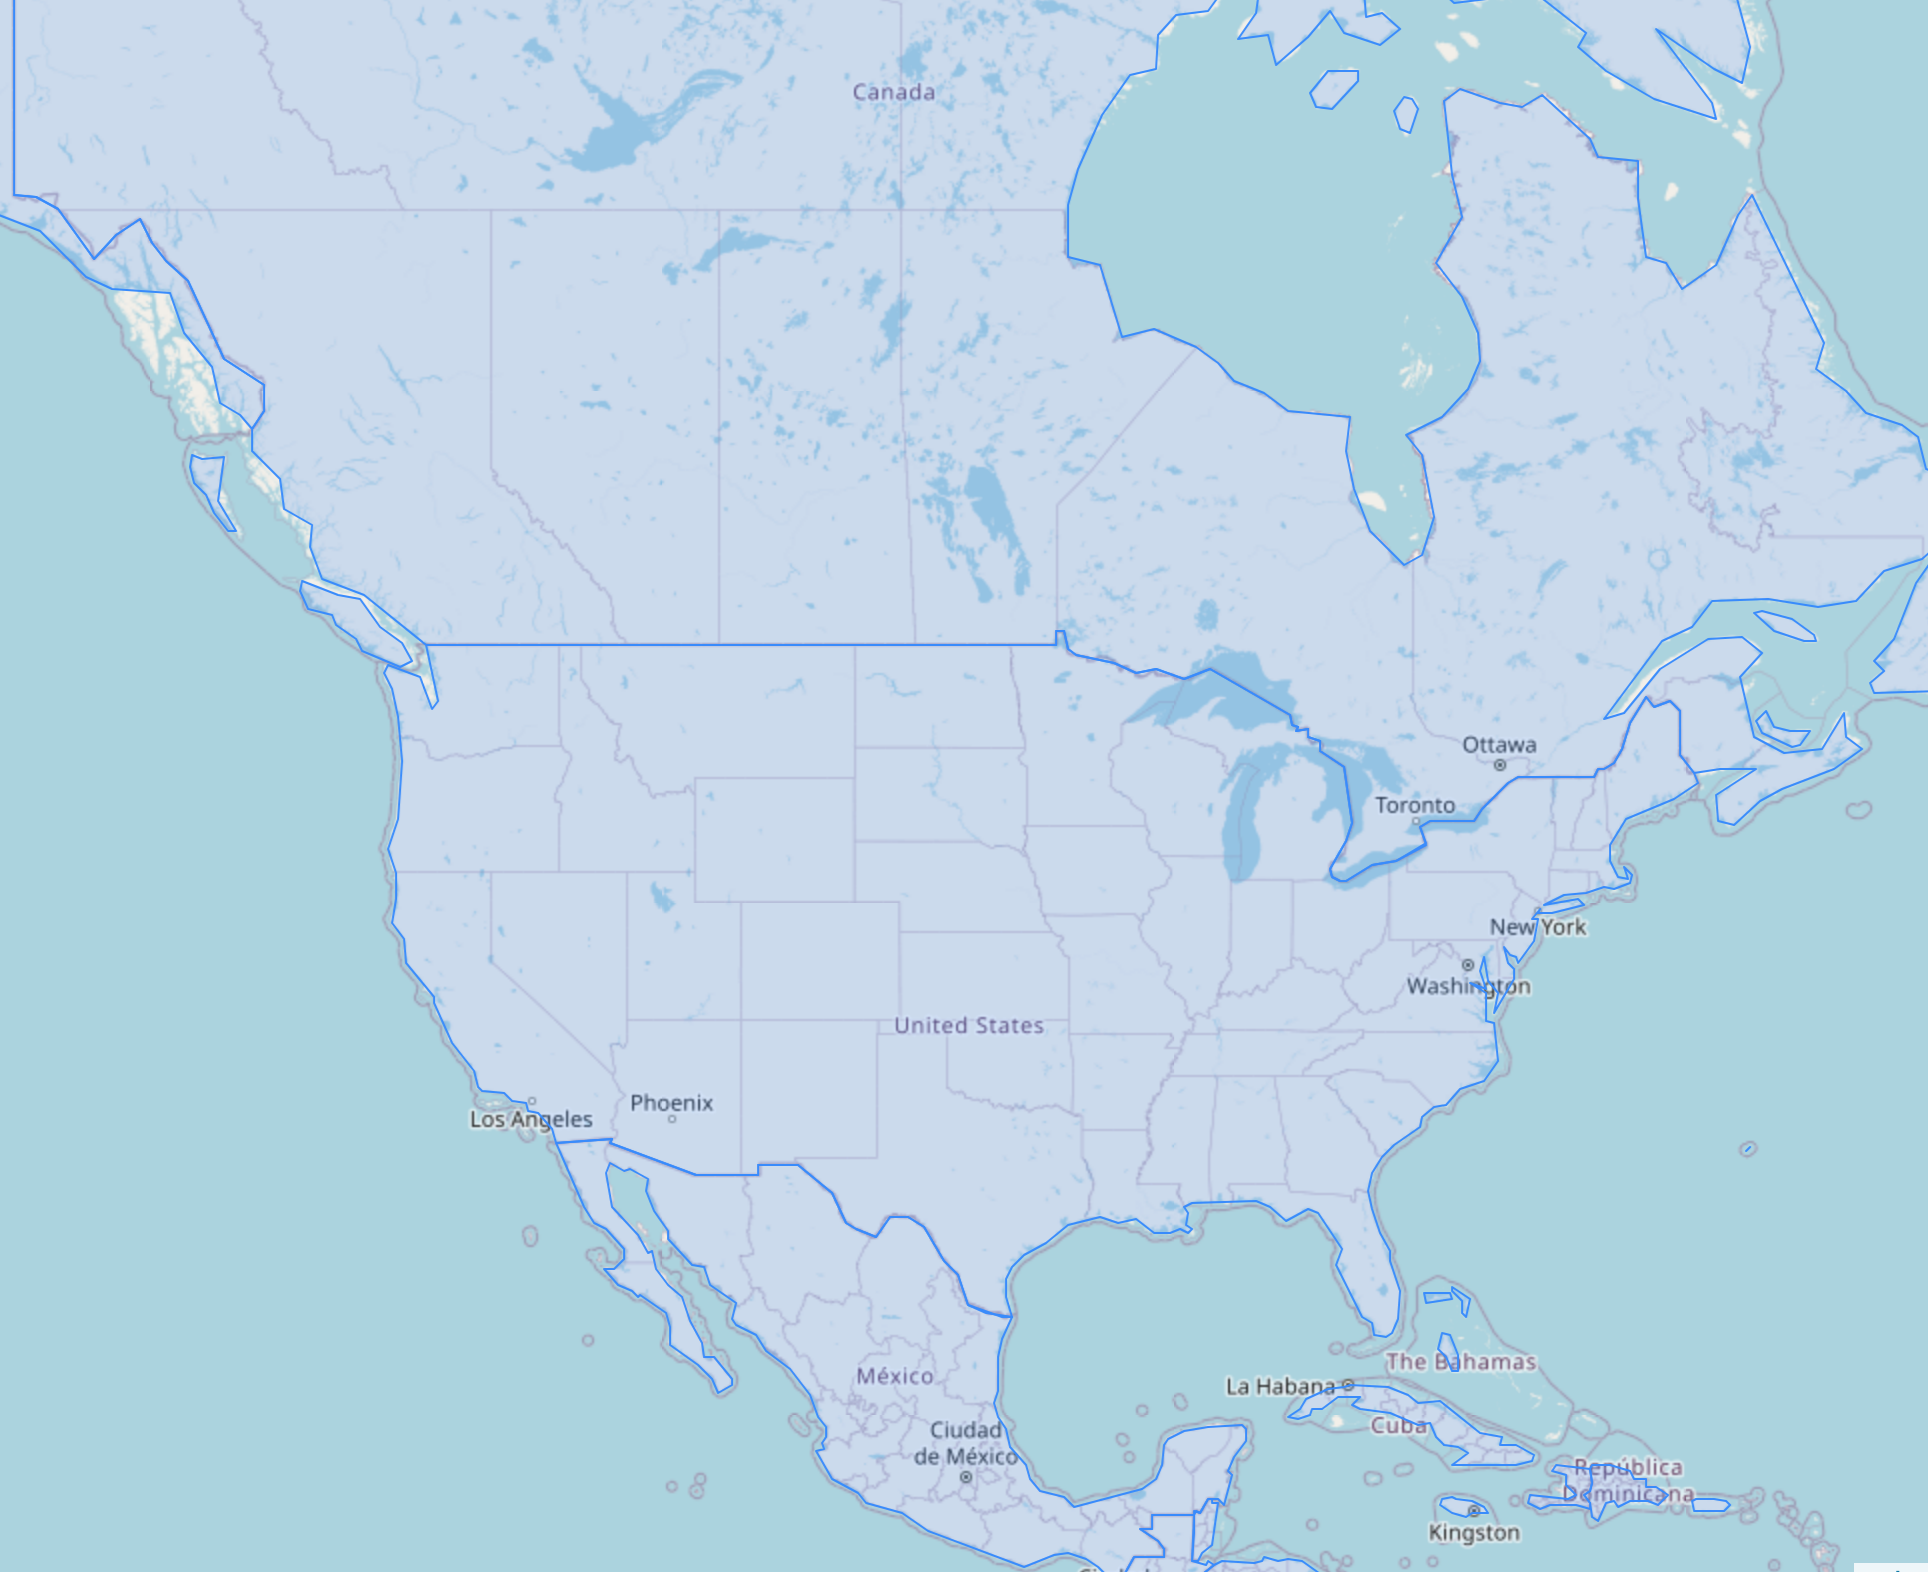 Canada
Ottawa
Toronto
New York
Washington
United States
Phoenix
Los Angeles
The Bahamas
México
La Habana
Cuba
Ciudad
de México
República
Dominicana
Kingston